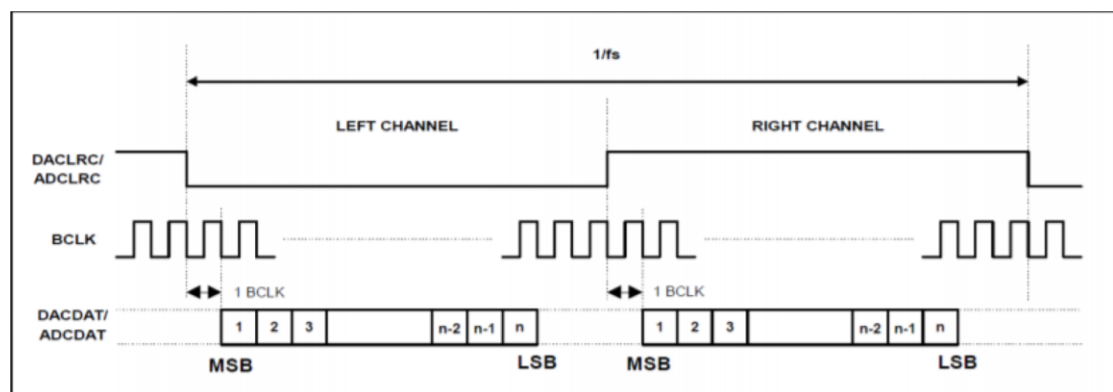 1/fs
LEFT CHANNEL
RIGHT CHANNEL
DACLRC/
ADCLRC
BCLK
1 BCLK
1 BCLK
DACDAT/
ADCDAT
1 2 3 n-2 n-1 n
1 2 3 n-2 n-1 n
MSB
LSB
MSB
LSB